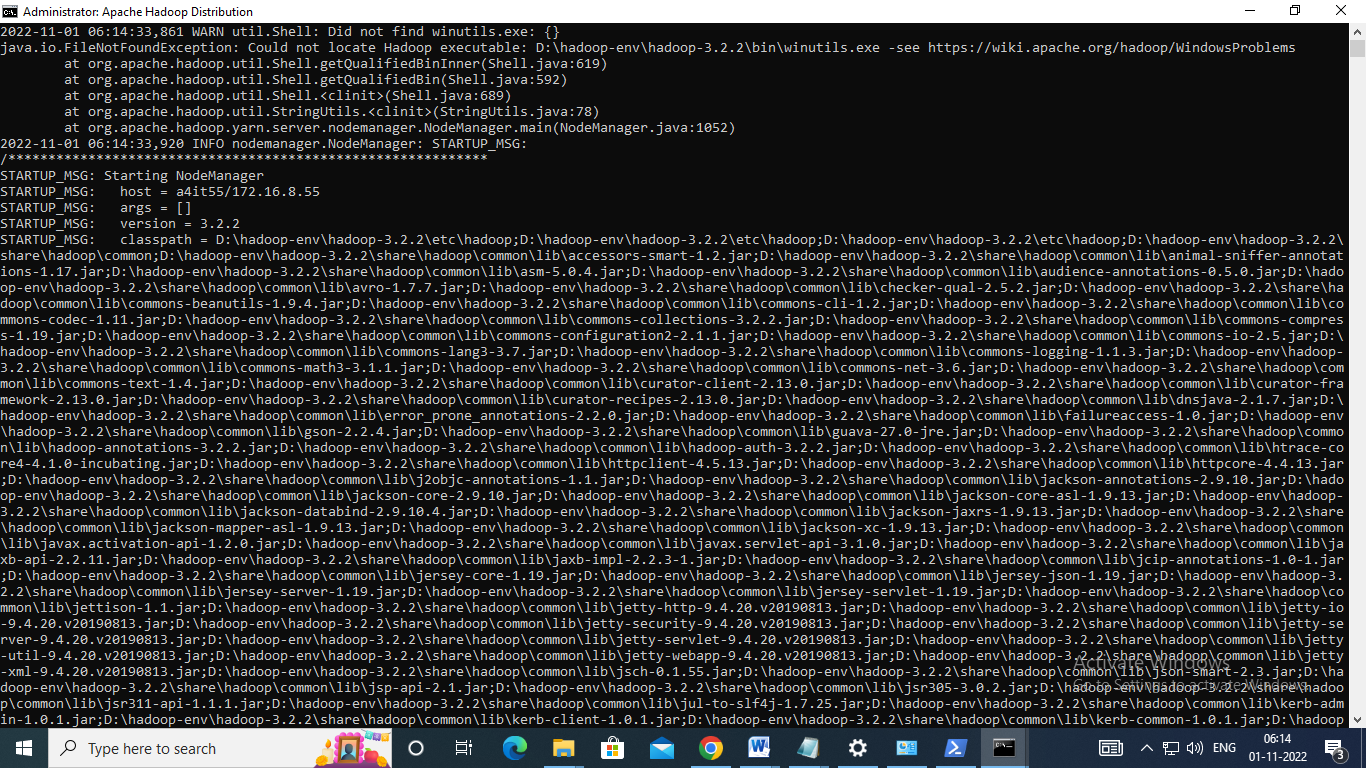 Administrator: Apache Hadoop Distribution
2022-11-01 06:14:33,861 WARN util.Shell: Did not find winutils.exe: {}
java.io.FileNotFoundException: Could not locate Hadoop executable: D:\hadoop-env\hadoop-3.2.2\bin\winutils.exe -see https://wiki.apache.org/hadoop/WindowsProblems
        at org.apache.hadoop.util.Shell.getQualifiedBinInner(Shell.java:619)
        at org.apache.hadoop.util.Shell.getQualifiedBin(Shell.java:592)
        at org.apache.hadoop.util.Shell.<clinit>(Shell.java:689)
        at org.apache.hadoop.util.StringUtils.<clinit>(StringUtils.java:78)
        at org.apache.hadoop.yarn.server.nodemanager.NodeManager.main(NodeManager.java:1052)
2022-11-01 06:14:33,920 INFO nodemanager.NodeManager: STARTUP_MSG:
/************************************************************
STARTUP_MSG: Starting NodeManager
STARTUP_MSG:   host = a4it55/172.16.8.55
STARTUP_MSG:   args = []
STARTUP_MSG:   version = 3.2.2
STARTUP_MSG:   classpath = D:\hadoop-env\hadoop-3.2.2\etc\hadoop;D:\hadoop-env\hadoop-3.2.2\etc\hadoop;D:\hadoop-env\hadoop-3.2.2\etc\hadoop;D:\hadoop-env\hadoop-3.2.2\
share\hadoop\common;D:\hadoop-env\hadoop-3.2.2\share\hadoop\common\lib\accessors-smart-1.2.jar;D:\hadoop-env\hadoop-3.2.2\share\hadoop\common\lib\animal-sniffer-annotat
ions-1.17.jar;D:\hadoop-env\hadoop-3.2.2\share\hadoop\common\lib\asm-5.0.4.jar;D:\hadoop-env\hadoop-3.2.2\share\hadoop\common\lib\audience-annotations-0.5.0.jar;D:\hado
op-env\hadoop-3.2.2\share\hadoop\common\lib\avro-1.7.7.jar;D:\hadoop-env\hadoop-3.2.2\share\hadoop\common\lib\checker-qual-2.5.2.jar;D:\hadoop-env\hadoop-3.2.2\share\ha
doop\common\lib\commons-beanutils-1.9.4.jar;D:\hadoop-env\hadoop-3.2.2\share\hadoop\common\lib\commons-cli-1.2.jar;D:\hadoop-env\hadoop-3.2.2\share\hadoop\common\lib\co
mmons-codec-1.11.jar;D:\hadoop-env\hadoop-3.2.2\share\hadoop\common\lib\commons-collections-3.2.2.jar;D:\hadoop-env\hadoop-3.2.2\share\hadoop\common\lib\commons-compres
s-1.19.jar;D:\hadoop-env\hadoop-3.2.2\share\hadoop\common\lib\commons-configuration2-2.1.1.jar;D:\hadoop-env\hadoop-3.2.2\share\hadoop\common\lib\commons-io-2.5.jar;D:\
hadoop-env\hadoop-3.2.2\share\hadoop\common\lib\commons-lang3-3.7.jar;D:\hadoop-env\hadoop-3.2.2\share\hadoop\common\lib\commons-logging-1.1.3.jar;D:\hadoop-env\hadoop-
3.2.2\share\hadoop\common\lib\commons-math3-3.1.1.jar;D:\hadoop-env\hadoop-3.2.2\share\hadoop\common\lib\commons-net-3.6.jar;D:\hadoop-env\hadoop-3.2.2\share\hadoop\com
mon\lib\commons-text-1.4.jar;D:\hadoop-env\hadoop-3.2.2\share\hadoop\common\lib\curator-client-2.13.0.jar;D:\hadoop-env\hadoop-3.2.2\share\hadoop\common\lib\curator-fra
mework-2.13.0.jar;D:\hadoop-env\hadoop-3.2.2\share\hadoop\common\lib\curator-recipes-2.13.0.jar;D:\hadoop-env\hadoop-3.2.2\share\hadoop\common\lib\dnsjava-2.1.7.jar;D:\
hadoop-env\hadoop-3.2.2\share\hadoop\common\lib\error_prone_annotations-2.2.0.jar;D:\hadoop-env\hadoop-3.2.2\share\hadoop\common\lib\failureaccess-1.0.jar;D:\hadoop-env
\hadoop-3.2.2\share\hadoop\common\lib\gson-2.2.4.jar;D:\hadoop-env\hadoop-3.2.2\share\hadoop\common\lib\guava-27.0-jre.jar;D:\hadoop-env\hadoop-3.2.2\share\hadoop\commo
n\lib\hadoop-annotations-3.2.2.jar;D:\hadoop-env\hadoop-3.2.2\share\hadoop\common\lib\hadoop-auth-3.2.2.jar;D:\hadoop-env\hadoop-3.2.2\share\hadoop\common\lib\htrace-co
re4-4.1.0-incubating.jar;D:\hadoop-env\hadoop-3.2.2\share\hadoop\common\lib\httpclient-4.5.13.jar;D:\hadoop-env\hadoop-3.2.2\share\hadoop\common\lib\httpcore-4.4.13.jar
;D:\hadoop-env\hadoop-3.2.2\share\hadoop\common\lib\j2objc-annotations-1.1.jar;D:\hadoop-env\hadoop-3.2.2\share\hadoop\common\lib\jackson-annotations-2.9.10.jar;D:\hado
op-env\hadoop-3.2.2\share\hadoop\common\lib\jackson-core-2.9.10.jar;D:\hadoop-env\hadoop-3.2.2\share\hadoop\common\lib\jackson-core-asl-1.9.13.jar;D:\hadoop-env\hadoop-
3.2.2\share\hadoop\common\lib\jackson-databind-2.9.10.4.jar;D:\hadoop-env\hadoop-3.2.2\share\hadoop\common\lib\jackson-jaxrs-1.9.13.jar;D:\hadoop-env\hadoop-3.2.2\share
\hadoop\common\lib\jackson-mapper-asl-1.9.13.jar;D:\hadoop-env\hadoop-3.2.2\share\hadoop\common\lib\jackson-xc-1.9.13.jar;D:\hadoop-env\hadoop-3.2.2\share\hadoop\common
\lib\javax.activation-api-1.2.0.jar;D:\hadoop-env\hadoop-3.2.2\share\hadoop\common\lib\javax.servlet-api-3.1.0.jar;D:\hadoop-env\hadoop-3.2.2\share\hadoop\common\lib\ja
xb-api-2.2.11.jar;D:\hadoop-env\hadoop-3.2.2\share\hadoop\common\lib\jaxb-impl-2.2.3-1.jar;D:\hadoop-env\hadoop-3.2.2\share\hadoop\common\lib\jcip-annotations-1.0-1.jar
;D:\hadoop-env\hadoop-3.2.2\share\hadoop\common\lib\jersey-core-1.19.jar;D:\hadoop-env\hadoop-3.2.2\share\hadoop\common\lib\jersey-json-1.19.jar;D:\hadoop-env\hadoop-3.
2.2\share\hadoop\common\lib\jersey-server-1.19.jar;D:\hadoop-env\hadoop-3.2.2\share\hadoop\common\lib\jersey-servlet-1.19.jar;D:\hadoop-env\hadoop-3.2.2\share\hadoop\co
mmon\lib\jettison-1.1.jar;D:\hadoop-env\hadoop-3.2.2\share\hadoop\common\lib\jetty-http-9.4.20.v20190813.jar;D:\hadoop-env\hadoop-3.2.2\share\hadoop\common\lib\jetty-io
-9.4.20.v20190813.jar;D:\hadoop-env\hadoop-3.2.2\share\hadoop\common\lib\jetty-security-9.4.20.v20190813.jar;D:\hadoop-env\hadoop-3.2.2\share\hadoop\common\lib\jetty-se
rver-9.4.20.v20190813.jar;D:\hadoop-env\hadoop-3.2.2\share\hadoop\common\lib\jetty-servlet-9.4.20.v20190813.jar;D:\hadoop-env\hadoop-3.2.2\share\hadoop\common\lib\jetty
-util-9.4.20.v20190813.jar;D:\hadoop-env\hadoop-3.2.2\share\hadoop\common\lib\jetty-webapp-9.4.20.v20190813.jar;D:\hadoop-env\hadoop-3.2.2\share\hadoop\common\lib\jetty
-xml-9.4.20.v20190813.jar;D:\hadoop-env\hadoop-3.2.2\share\hadoop\common\lib\jsch-0.1.55.jar;D:\hadoop-env\hadoop-3.2.2\share\hadoop\common\lib\json-smart-2.3.jar;D:\ha
doop-env\hadoop-3.2.2\share\hadoop\common\lib\jsp-api-2.1.jar;D:\hadoop-env\hadoop-3.2.2\share\hadoop\common\lib\jsr305-3.0.2.jar;D:\hadoop-env\hadoop-3.2.2\share\hadoo
p\common\lib\jsr311-api-1.1.1.jar;D:\hadoop-env\hadoop-3.2.2\share\hadoop\common\lib\jul-to-slf4j-1.7.25.jar;D:\hadoop-env\hadoop-3.2.2\share\hadoop\common\lib\kerb-adm
in-1.0.1.jar;D:\hadoop-env\hadoop-3.2.2\share\hadoop\common\lib\kerb-client-1.0.1.jar;D:\hadoop-env\hadoop-3.2.2\share\hadoop\common\lib\kerb-common-1.0.1.jar;D:\hadoop
Activate Windows
Go to Settings to activate Windows.
Type here to search
ENG
06:14
01-11-2022
3